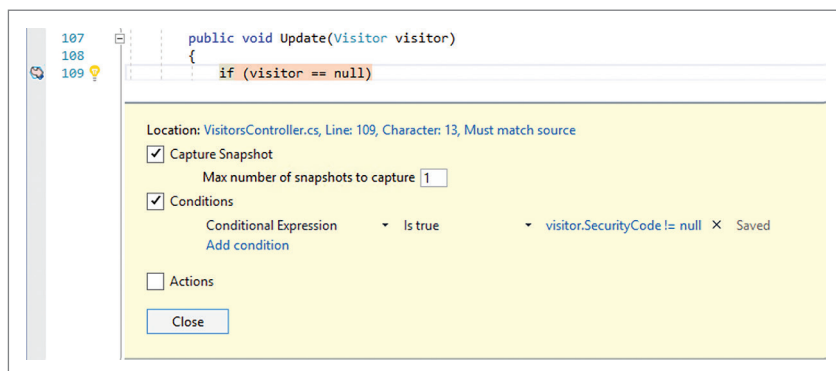 107 public void Update(Visitor visitor)
108 {
109 if (visitor == null)
Location: VisitorsController.cs, Line: 109, Character: 13, Must match source
Capture Snapshot
Max number of snapshots to capture 1
Conditions
Conditional Expression Is true visitor.SecurityCode != null × Saved
Add condition
Actions
Close